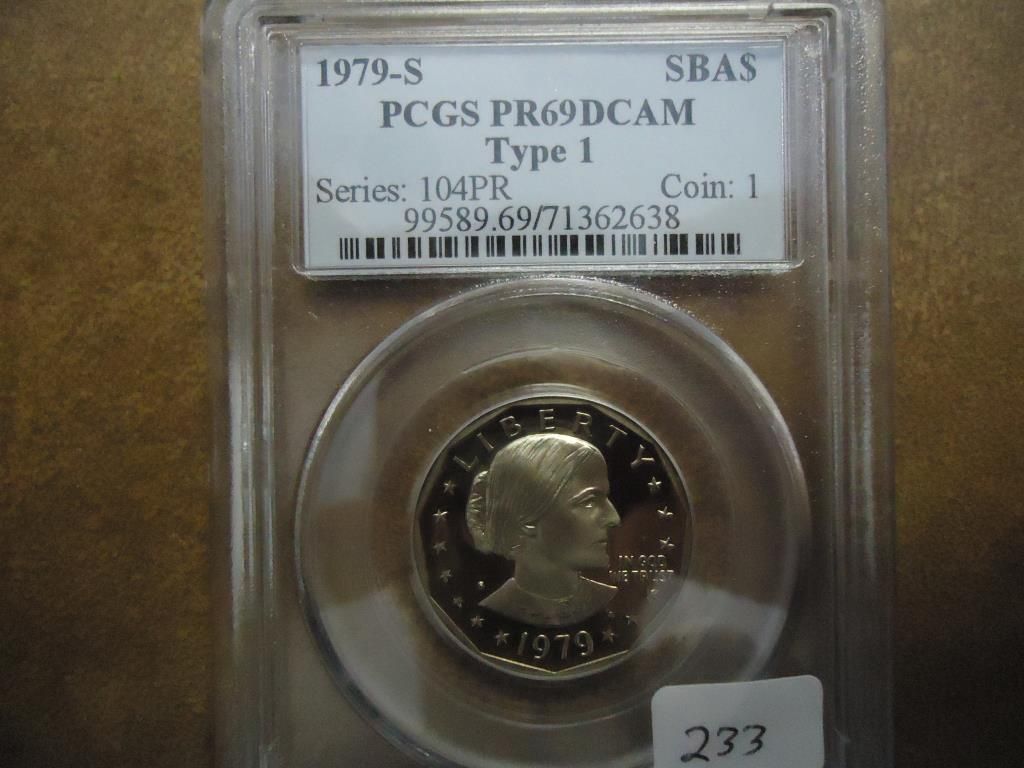 1979-S SBA$
PCGS PR69DCAM
Type 1
Series: 104PR Coin: 1
99589.69/71362638
LIBERTY
IN GOD
WE TRUST
1979
233